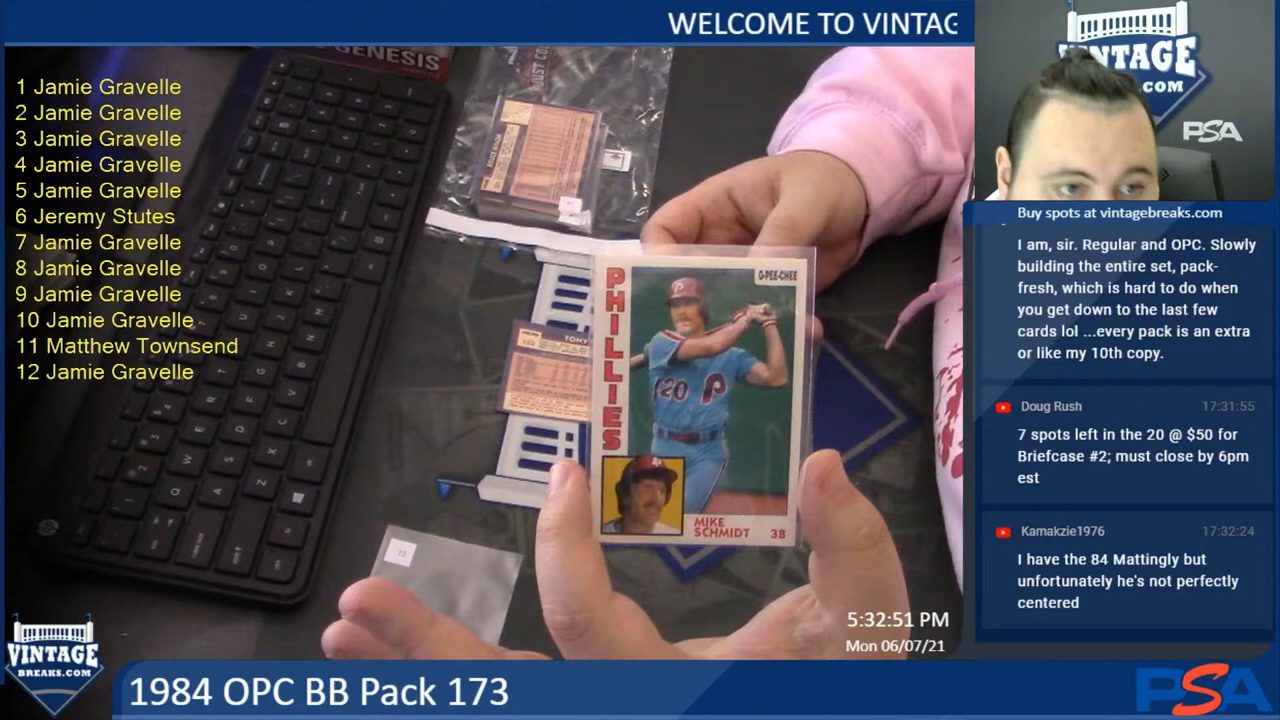 WELCOME TO VINTAG
1 Jamie Gravelle
2 Jamie Gravelle
3 Jamie Gravelle
4 Jamie Gravelle
5 Jamie Gravelle
6 Jeremy Stutes
7 Jamie Gravelle
8 Jamie Gravelle
9 Jamie Gravelle
10 Jamie Gravelle
11 Matthew Townsend
12 Jamie Gravelle
GENESIS
O-PEE-CHEE
PHILLIES
20 P
MIKE
SCHMIDT 3B
TONY
12
5:32:51 PM
Mon 06/07/21
VINTAGE
.COM
PSA
Buy spots at vintagebreaks.com
I am, sir. Regular and OPC. Slowly
building the entire set, pack-
fresh, which is hard to do when
you get down to the last few
cards lol ...every pack is an extra
or like my 10th copy.
Doug Rush 17:31:55
7 spots left in the 20 @ $50 for
Briefcase #2; must close by 6pm
est
Kamakzie1976 17:32:24
I have the 84 Mattingly but
unfortunately he's not perfectly
centered
VINTAGE
BREAKS.COM
1984 OPC BB Pack 173
PSA